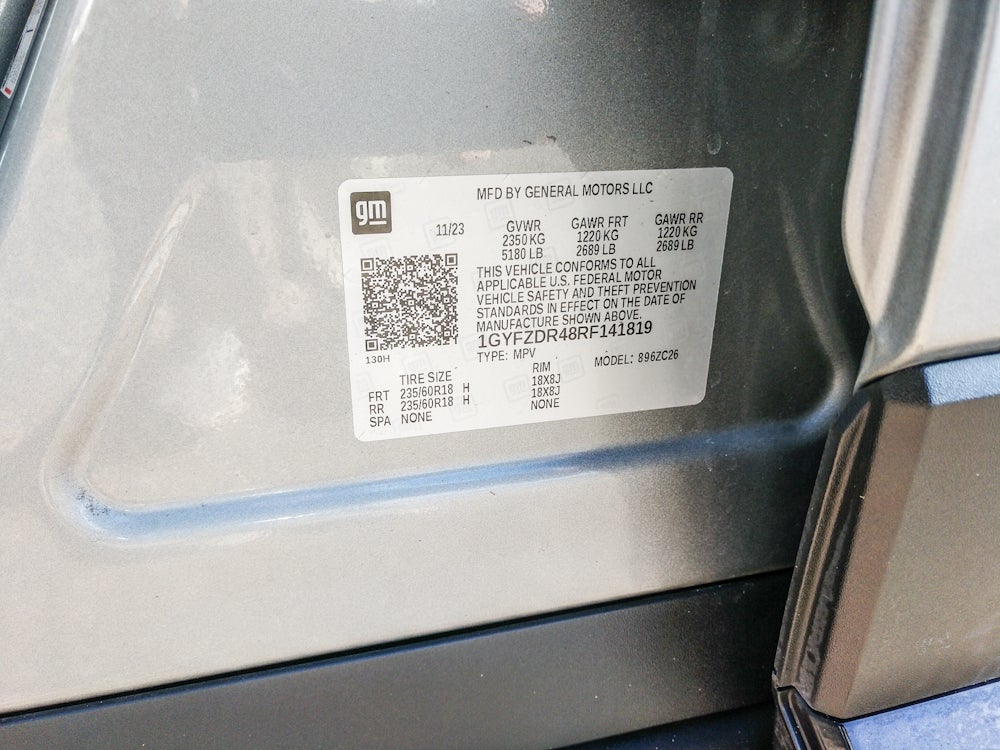 gm
MFD BY GENERAL MOTORS LLC
11/23 GVWR GAWR FRT GAWR RR
2350 KG 1220 KG 1220 KG
5180 LB 2689 LB 2689 LB
THIS VEHICLE CONFORMS TO ALL
APPLICABLE U.S. FEDERAL MOTOR
VEHICLE SAFETY AND THEFT PREVENTION
STANDARDS IN EFFECT ON THE DATE OF
MANUFACTURE SHOWN ABOVE.
1GYFZDR48RF141819
130H
TYPE: MPV MODEL: 896ZC26
TIRE SIZE RIM
FRT 235/60R18 H 18X8J
RR 235/60R18 H 18X8J
SPA NONE NONE